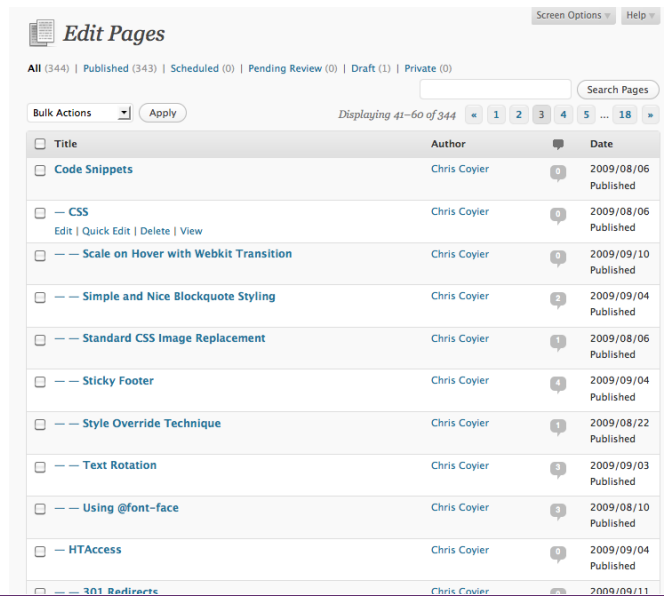 Screen Options Help
Edit Pages
All (344) | Published (343) | Scheduled (0) | Pending Review (0) | Draft (1) | Private (0)
Search Pages
Bulk Actions Apply Displaying 41–60 of 344 « 1 2 3 4 5 ... 18 »
Title Author Date
Code Snippets Chris Coyier 0 2009/08/06
Published
— CSS Chris Coyier 0 2009/08/06
Edit | Quick Edit | Delete | View Published
— — Scale on Hover with Webkit Transition Chris Coyier 0 2009/09/10
Published
— — Simple and Nice Blockquote Styling Chris Coyier 2 2009/09/04
Published
— — Standard CSS Image Replacement Chris Coyier 1 2009/08/06
Published
— — Sticky Footer Chris Coyier 4 2009/09/04
Published
— — Style Override Technique Chris Coyier 1 2009/08/22
Published
— — Text Rotation Chris Coyier 3 2009/09/03
Published
— — Using @font-face Chris Coyier 3 2009/08/10
Published
— HTAccess Chris Coyier 0 2009/09/04
Published
— — 301 Redirects Chris Coyier 2009/09/11